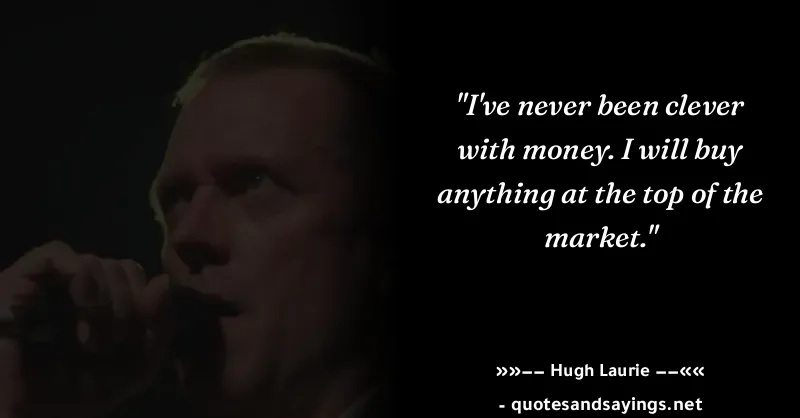 "I've never been clever
with money. I will buy
anything at the top of the
market."
»»−− Hugh Laurie −−««
- quotesandsayings.net